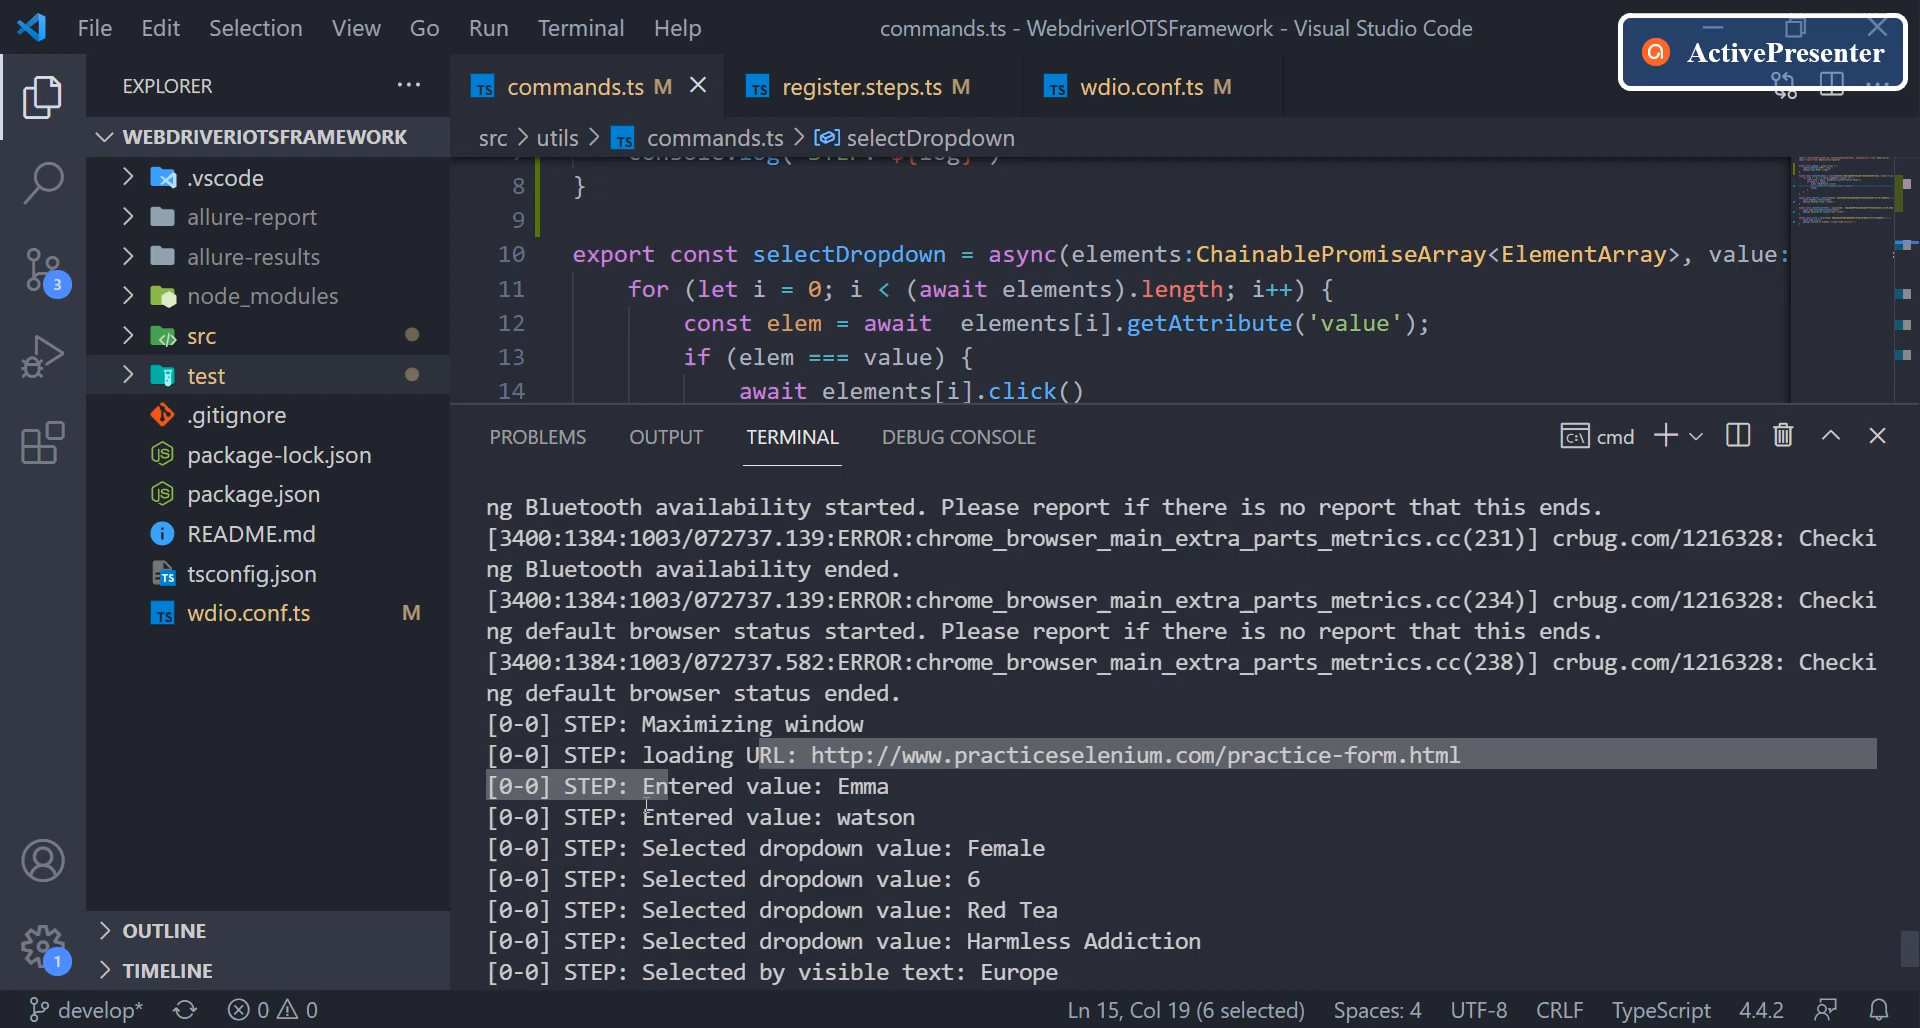 File Edit Selection View Go Run Terminal Help
commands.ts - WebdriverIOTSFramework - Visual Studio Code
ActivePresenter
EXPLORER
commands.ts M
register.steps.ts M
wdio.conf.ts M
WEBDRIVERIOTSFRAMEWORK
src > utils > TS commands.ts > selectDropdown
.vscode
allure-report
allure-results
node_modules
src
test
.gitignore
package-lock.json
package.json
README.md
tsconfig.json
wdio.conf.ts M
OUTLINE
TIMELINE
8 }
9
10 export const selectDropdown = async(elements:ChainablePromiseArray<ElementArray>, value:
11 for (let i = 0; i < (await elements).length; i++) {
12 const elem = await  elements[i].getAttribute('value');
13 if (elem === value) {
14 await elements[i].click()
PROBLEMS OUTPUT TERMINAL DEBUG CONSOLE
cmd
ng Bluetooth availability started. Please report if there is no report that this ends.
[3400:1384:1003/072737.139:ERROR:chrome_browser_main_extra_parts_metrics.cc(231)] crbug.com/1216328: Checki
ng Bluetooth availability ended.
[3400:1384:1003/072737.139:ERROR:chrome_browser_main_extra_parts_metrics.cc(234)] crbug.com/1216328: Checki
ng default browser status started. Please report if there is no report that this ends.
[3400:1384:1003/072737.582:ERROR:chrome_browser_main_extra_parts_metrics.cc(238)] crbug.com/1216328: Checki
ng default browser status ended.
[0-0] STEP: Maximizing window
[0-0] STEP: loading URL: http://www.practiceselenium.com/practice-form.html
[0-0] STEP: Entered value: Emma
[0-0] STEP: Entered value: watson
[0-0] STEP: Selected dropdown value: Female
[0-0] STEP: Selected dropdown value: 6
[0-0] STEP: Selected dropdown value: Red Tea
[0-0] STEP: Selected dropdown value: Harmless Addiction
[0-0] STEP: Selected by visible text: Europe
3
1
develop* 0 0 Ln 15, Col 19 (6 selected) Spaces: 4 UTF-8 CRLF TypeScript 4.4.2